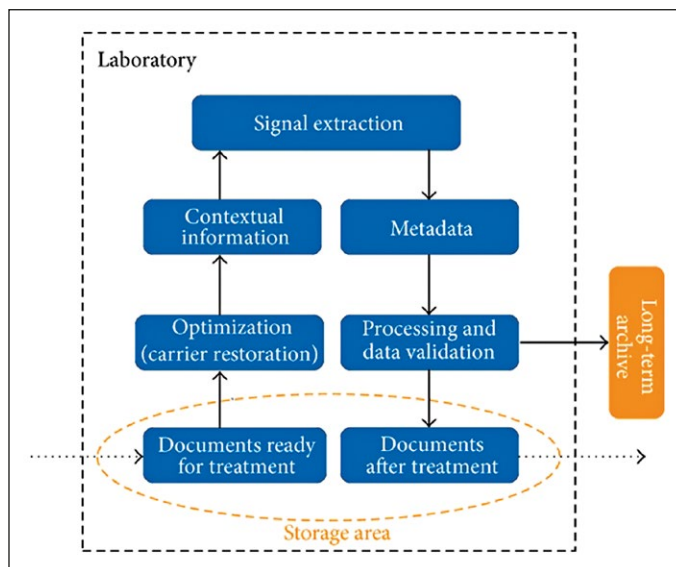 Laboratory
Signal extraction
Contextual
information
Metadata
Optimization
(carrier restoration)
Processing and
data validation
Long-term
archive
Documents ready
for treatment
Documents
after treatment
Storage area